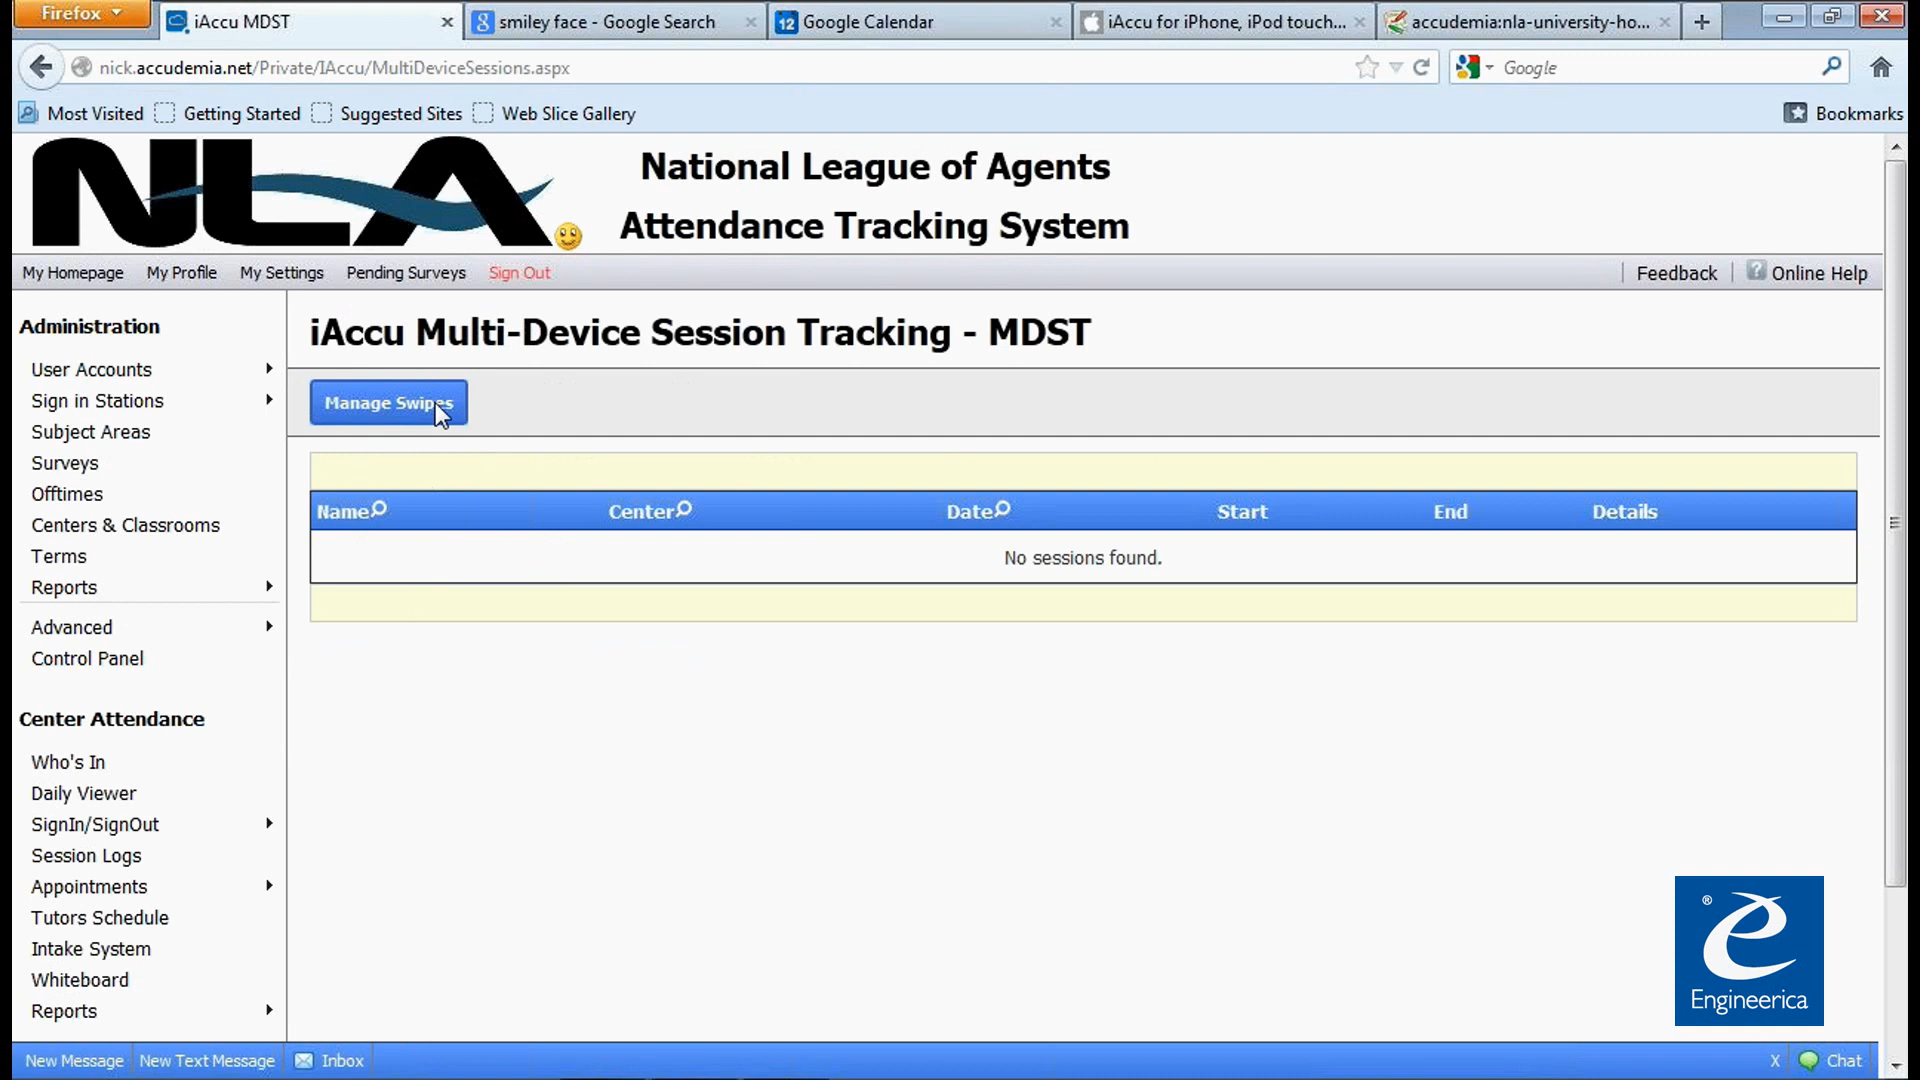 Firefox
iAccu MDST
smiley face - Google Search
12 Google Calendar
iAccu for iPhone, iPod touch...
accudemia:nla-university-ho...
nick.accudemia.net/Private/IAccu/MultiDeviceSessions.aspx
Google
Most Visited Getting Started Suggested Sites Web Slice Gallery Bookmarks
NLA
National League of Agents
Attendance Tracking System
My Homepage My Profile My Settings Pending Surveys Sign Out Feedback Online Help
Administration
User Accounts
Sign in Stations
Subject Areas
Surveys
Offtimes
Centers & Classrooms
Terms
Reports
Advanced
Control Panel
Center Attendance
Who's In
Daily Viewer
SignIn/SignOut
Session Logs
Appointments
Tutors Schedule
Intake System
Whiteboard
Reports
iAccu Multi-Device Session Tracking - MDST
Manage Swipes
Name Center Date Start End Details
No sessions found.
® e
Engineerica
New Message New Text Message Inbox X Chat